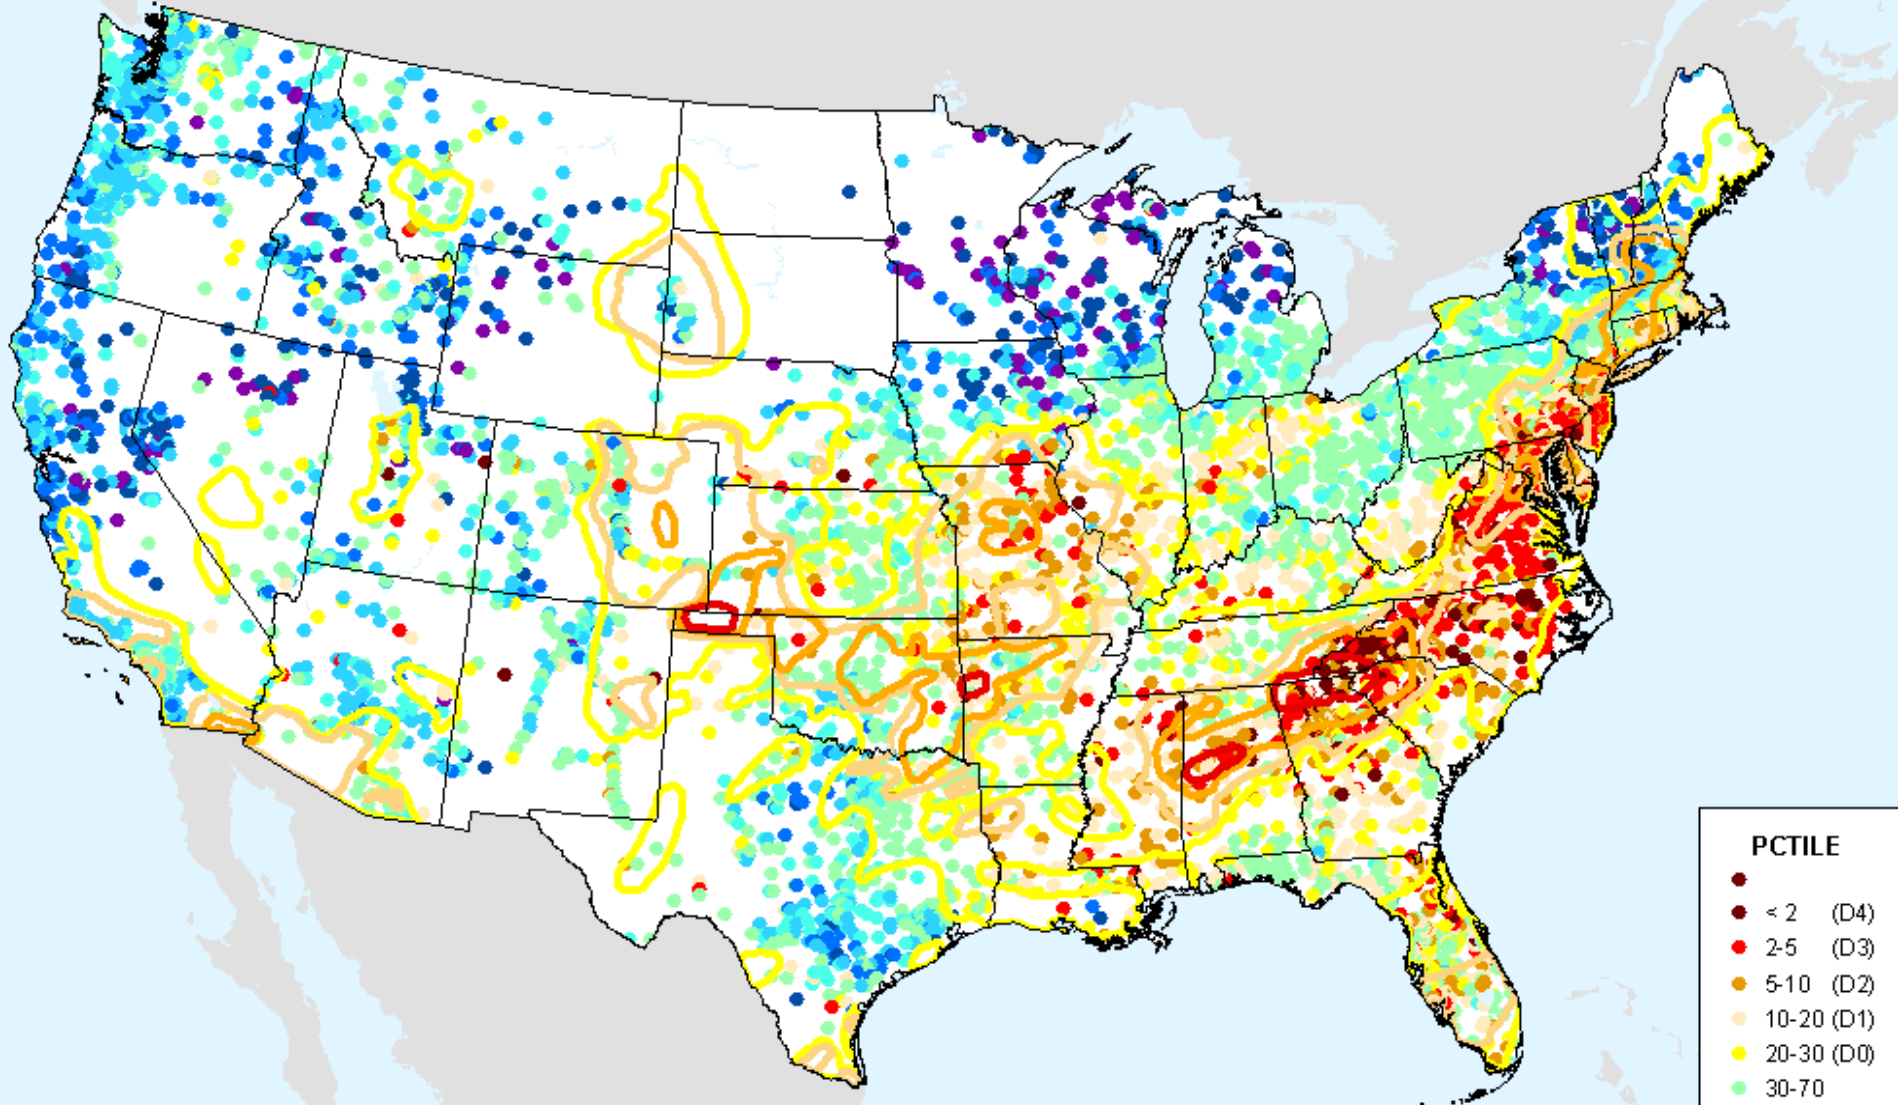 PCTILE
< 2 (D4)
2-5 (D3)
5-10 (D2)
10-20 (D1)
20-30 (D0)
30-70